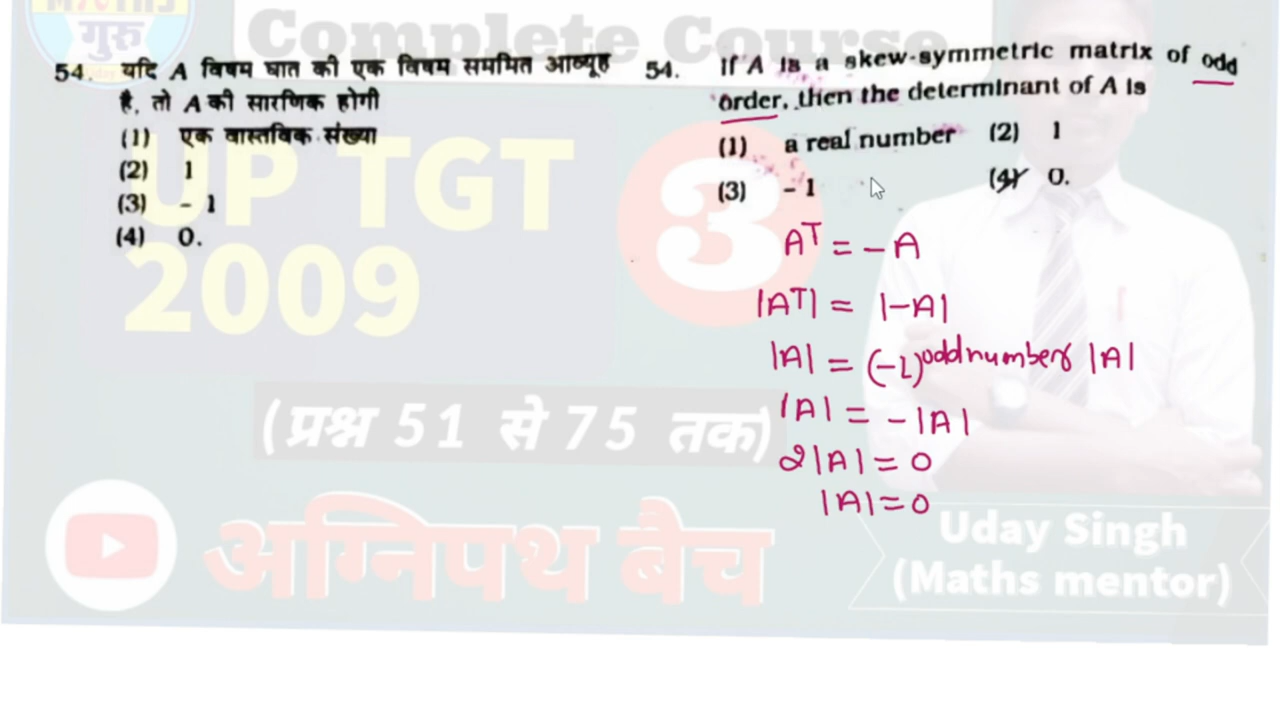 गुरु
Complete Course
54. यदि A विषम घात की एक विषम सममित आव्यूह
है, तो A की सारणिक होगी
(1) एक वास्तविक संख्या
(2) 1
(3) - 1
(4) 0.
54. If A is a skew-symmetric matrix of odd
order, then the determinant of A is
(1) a real number (2) 1
(3) - 1 (4) 0.
Aᵀ = - A
|Aᵀ| = |-A|
|A| = (-1)^odd number |A|
|A| = - |A|
2|A| = 0
|A| = 0
UP TGT
2009
3
(प्रश्न 51 से 75 तक)
अग्निपथ बैच
Uday Singh
(Maths mentor)